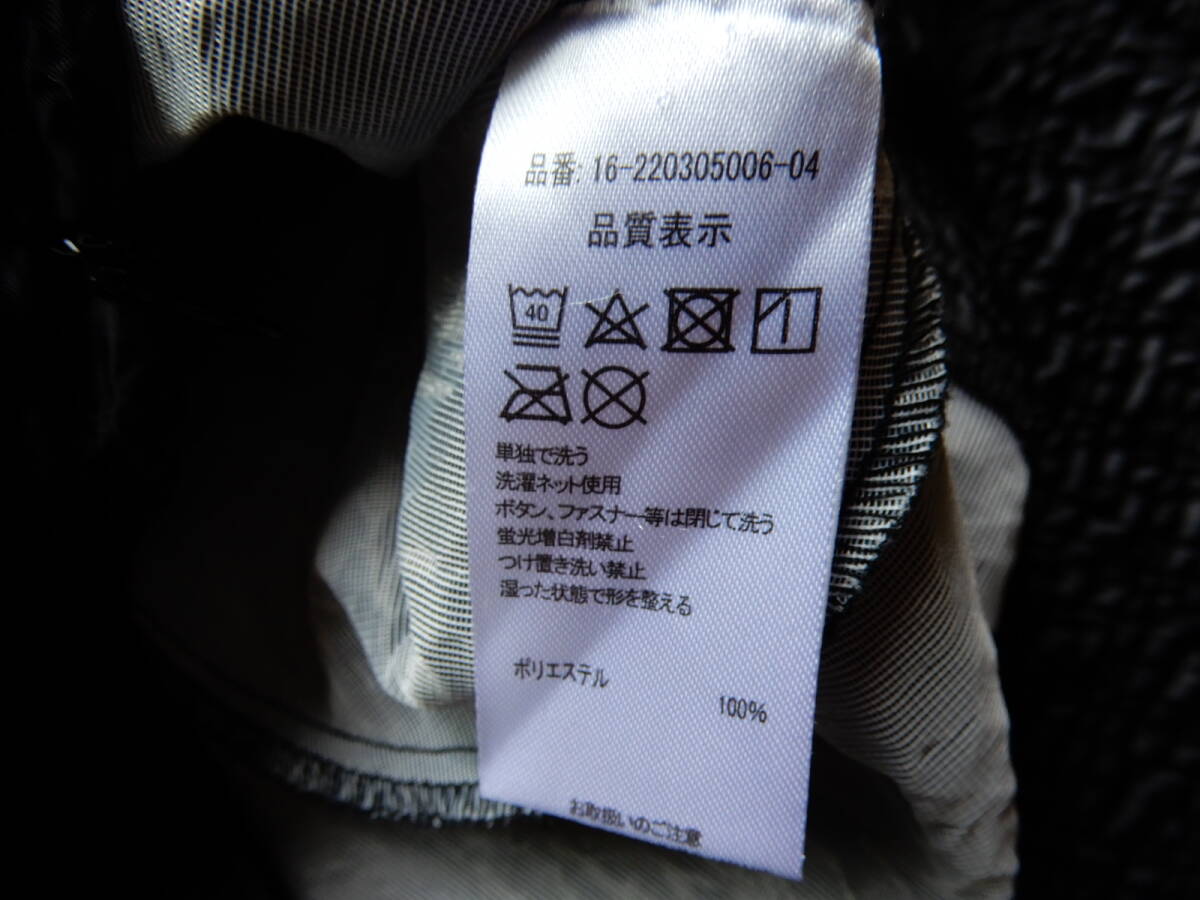 品番: 16-220305006-04
品質表示
40
単独で洗う
洗濯ネット使用
ボタン、ファスナー等は閉じて洗う
蛍光増白剤禁止
つけ置き洗い禁止
湿った状態で形を整える
ポリエステル
100%
お取扱いのご注意